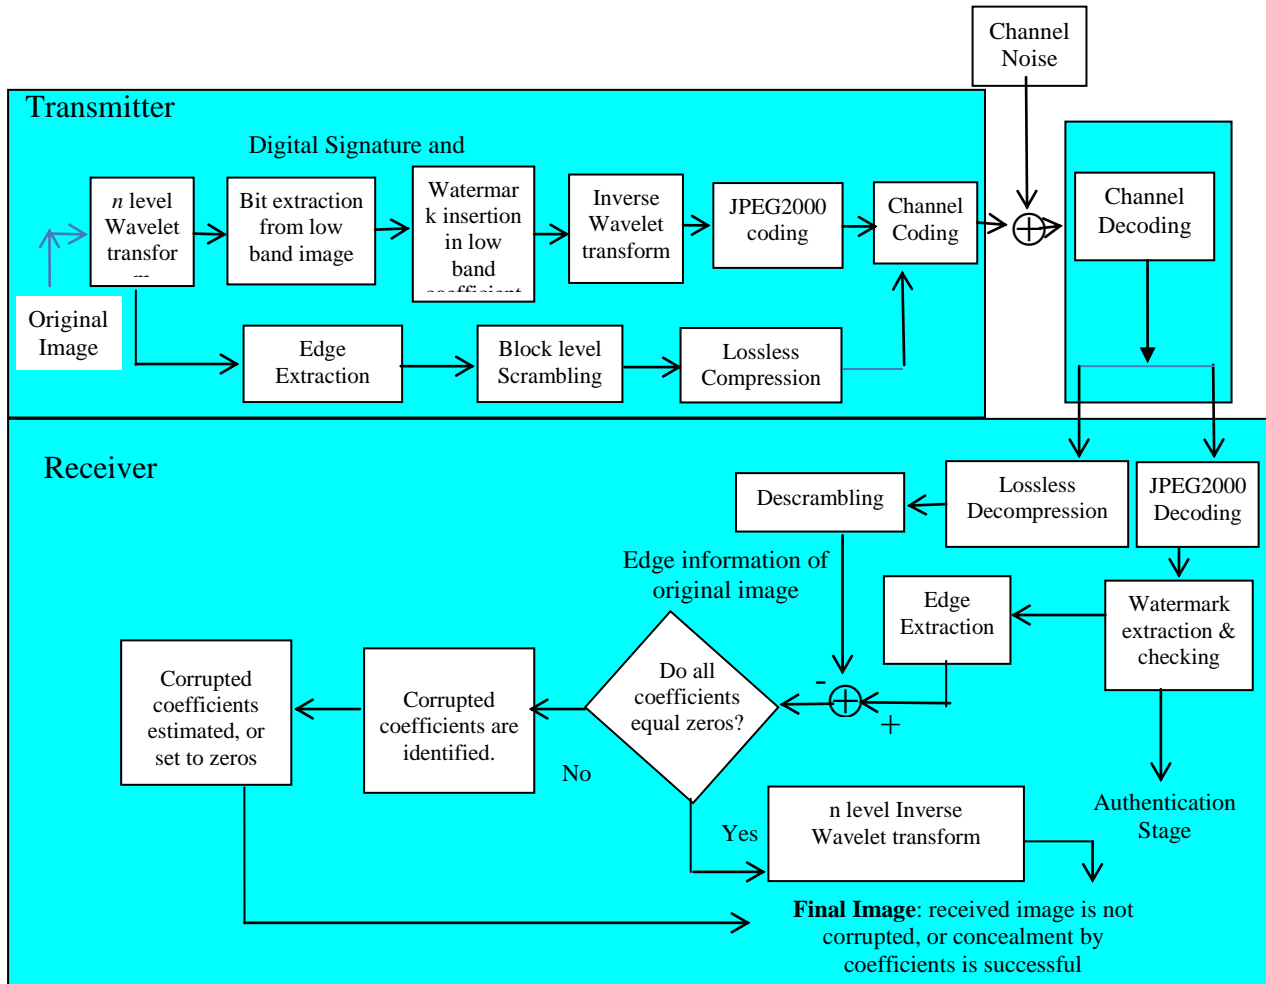 Channel
Noise
Transmitter
Digital Signature and
n level
Wavelet
transfor
Bit extraction
from low
band image
Watermar
k insertion
in low
band
coefficient
Inverse
Wavelet
transform
JPEG2000
coding
Channel
Coding
Channel
Decoding
Original
Image
Edge
Extraction
Block level
Scrambling
Lossless
Compression
Receiver
Descrambling
Lossless
Decompression
JPEG2000
Decoding
Edge information of
original image
Edge
Extraction
Watermark
extraction &
checking
Corrupted
coefficients
estimated, or
set to zeros
Corrupted
coefficients are
identified.
Do all
coefficients
equal zeros?
-
+
No
Yes
n level Inverse
Wavelet transform
Authentication
Stage
Final Image: received image is not
corrupted, or concealment by
coefficients is successful